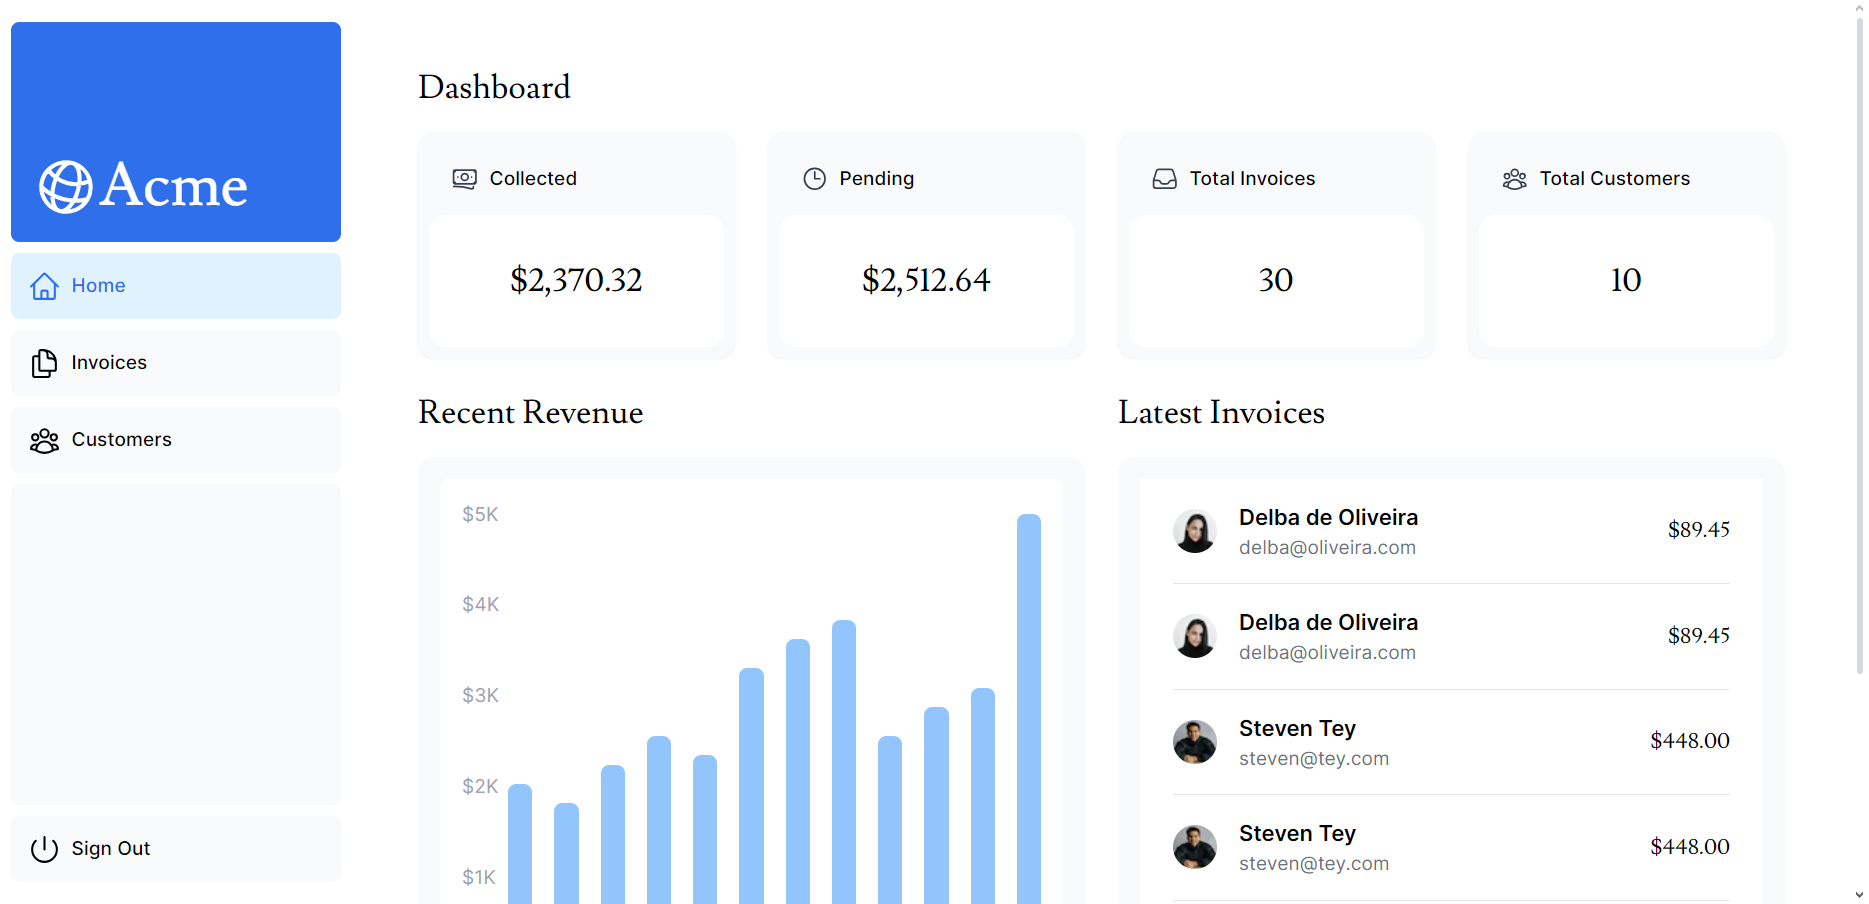 Acme
Home
Invoices
Customers
Sign Out
Dashboard
Collected
$2,370.32
Pending
$2,512.64
Total Invoices
30
Total Customers
10
Recent Revenue
$5K
$4K
$3K
$2K
$1K
Latest Invoices
Delba de Oliveira
delba@oliveira.com
$89.45
Delba de Oliveira
delba@oliveira.com
$89.45
Steven Tey
steven@tey.com
$448.00
Steven Tey
steven@tey.com
$448.00